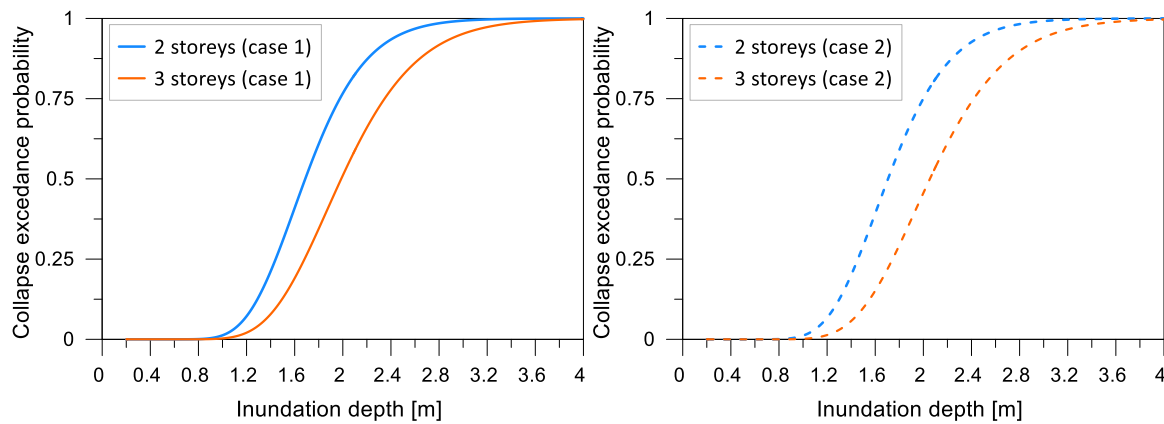 Collapse excedance probability
1
0.75
0.5
0.25
0
2 storeys (case 1)
3 storeys (case 1)
0 0.4 0.8 1.2 1.6 2 2.4 2.8 3.2 3.6 4
Inundation depth [m]
Collapse excedance probability
1
0.75
0.5
0.25
0
2 storeys (case 2)
3 storeys (case 2)
0 0.4 0.8 1.2 1.6 2 2.4 2.8 3.2 3.6 4
Inundation depth [m]